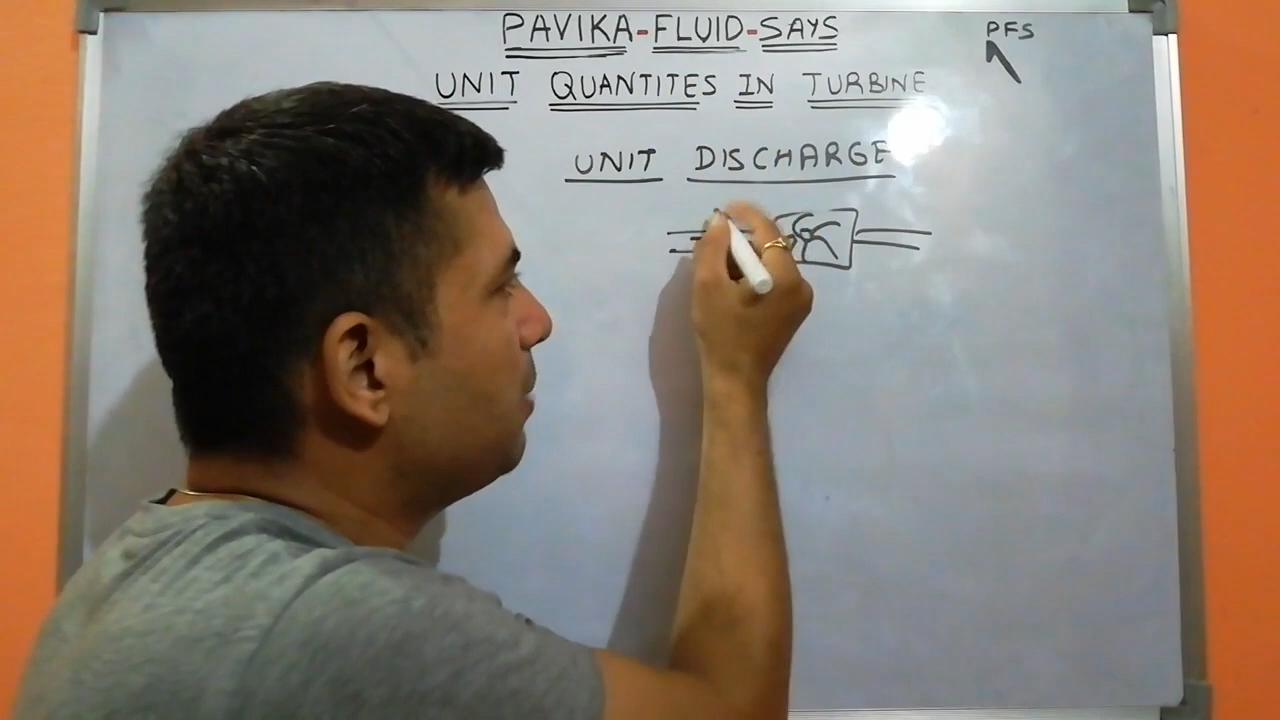 PAVIKA-FLUID-SAYS
PFS
UNIT QUANTITES IN TURBINE
UNIT DISCHARGE